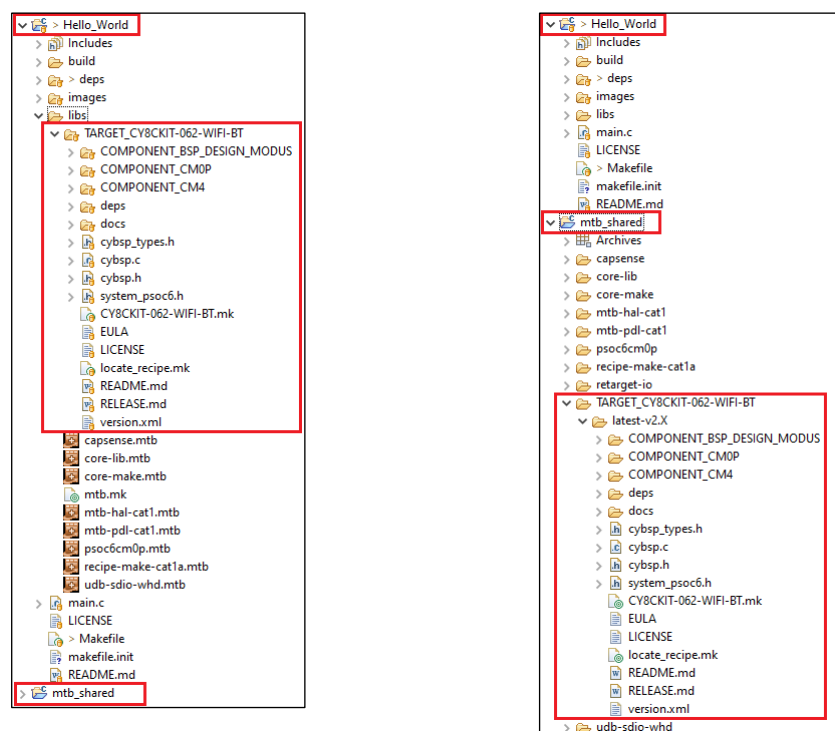 > Hello_World
Includes
build
> deps
images
libs
TARGET_CY8CKIT-062-WIFI-BT
COMPONENT_BSP_DESIGN_MODUS
COMPONENT_CM0P
COMPONENT_CM4
deps
docs
cybsp_types.h
cybsp.c
cybsp.h
system_psoc6.h
CY8CKIT-062-WIFI-BT.mk
EULA
LICENSE
locate_recipe.mk
README.md
RELEASE.md
version.xml
capsense.mtb
core-lib.mtb
core-make.mtb
mtb.mk
mtb-hal-cat1.mtb
mtb-pdl-cat1.mtb
psoc6cm0p.mtb
recipe-make-cat1a.mtb
udb-sdio-whd.mtb
main.c
LICENSE
> Makefile
makefile.init
README.md
mtb_shared
> Hello_World
Includes
build
> deps
images
libs
main.c
LICENSE
> Makefile
makefile.init
README.md
mtb_shared
Archives
capsense
core-lib
core-make
mtb-hal-cat1
mtb-pdl-cat1
psoc6cm0p
recipe-make-cat1a
retarget-io
TARGET_CY8CKIT-062-WIFI-BT
latest-v2.X
COMPONENT_BSP_DESIGN_MODUS
COMPONENT_CM0P
COMPONENT_CM4
deps
docs
cybsp_types.h
cybsp.c
cybsp.h
system_psoc6.h
CY8CKIT-062-WIFI-BT.mk
EULA
LICENSE
locate_recipe.mk
README.md
RELEASE.md
version.xml
udb-sdio-whd